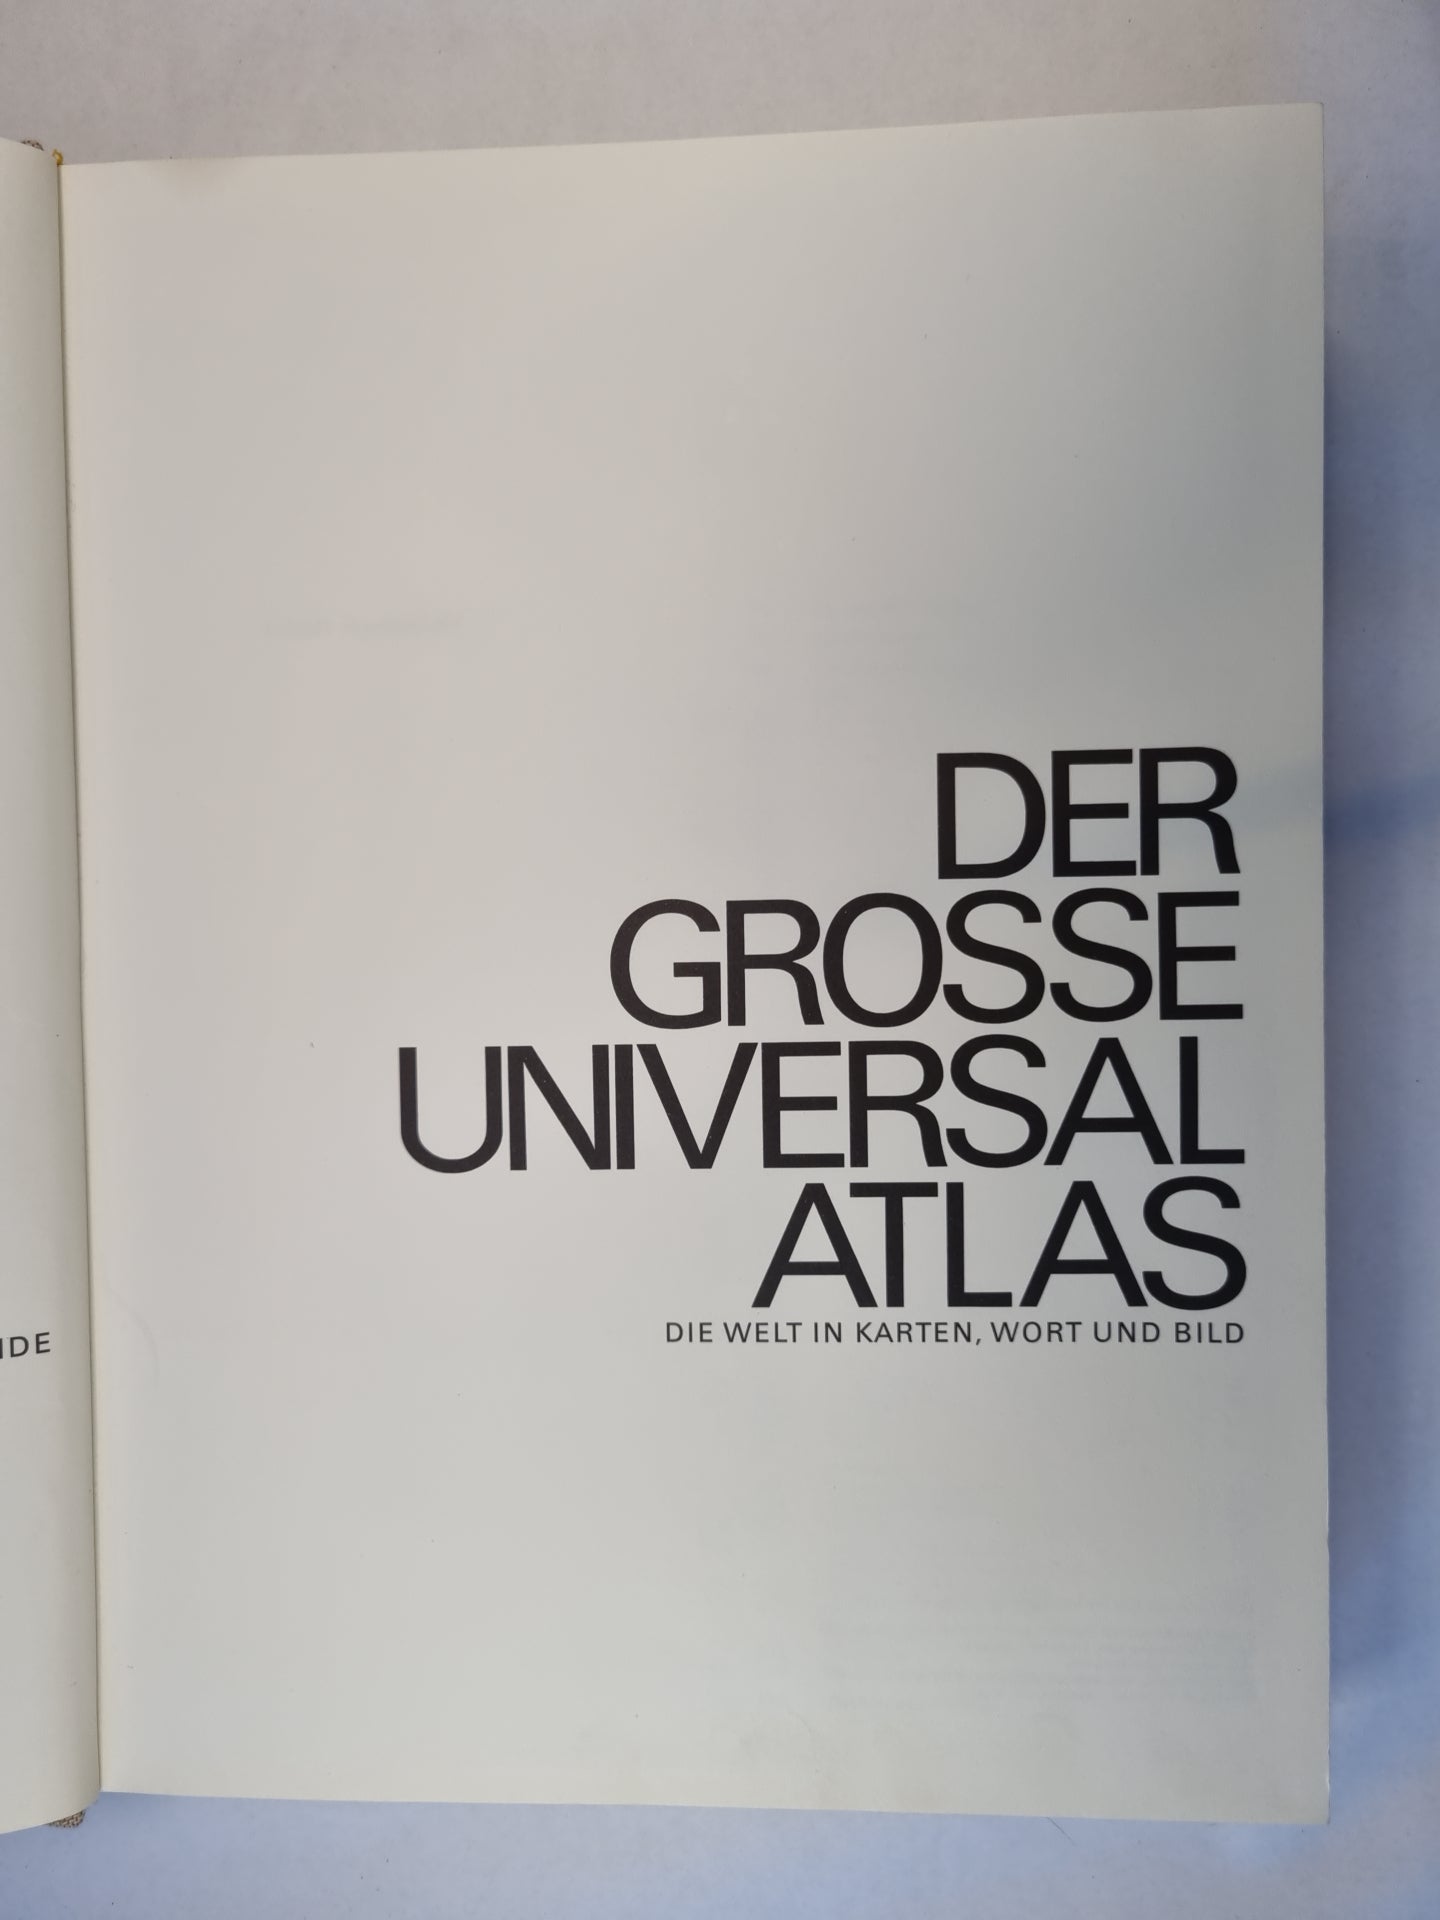 DER
GROSSE
UNIVERSAL
ATLAS
DIE WELT IN KARTEN, WORT UND BILD